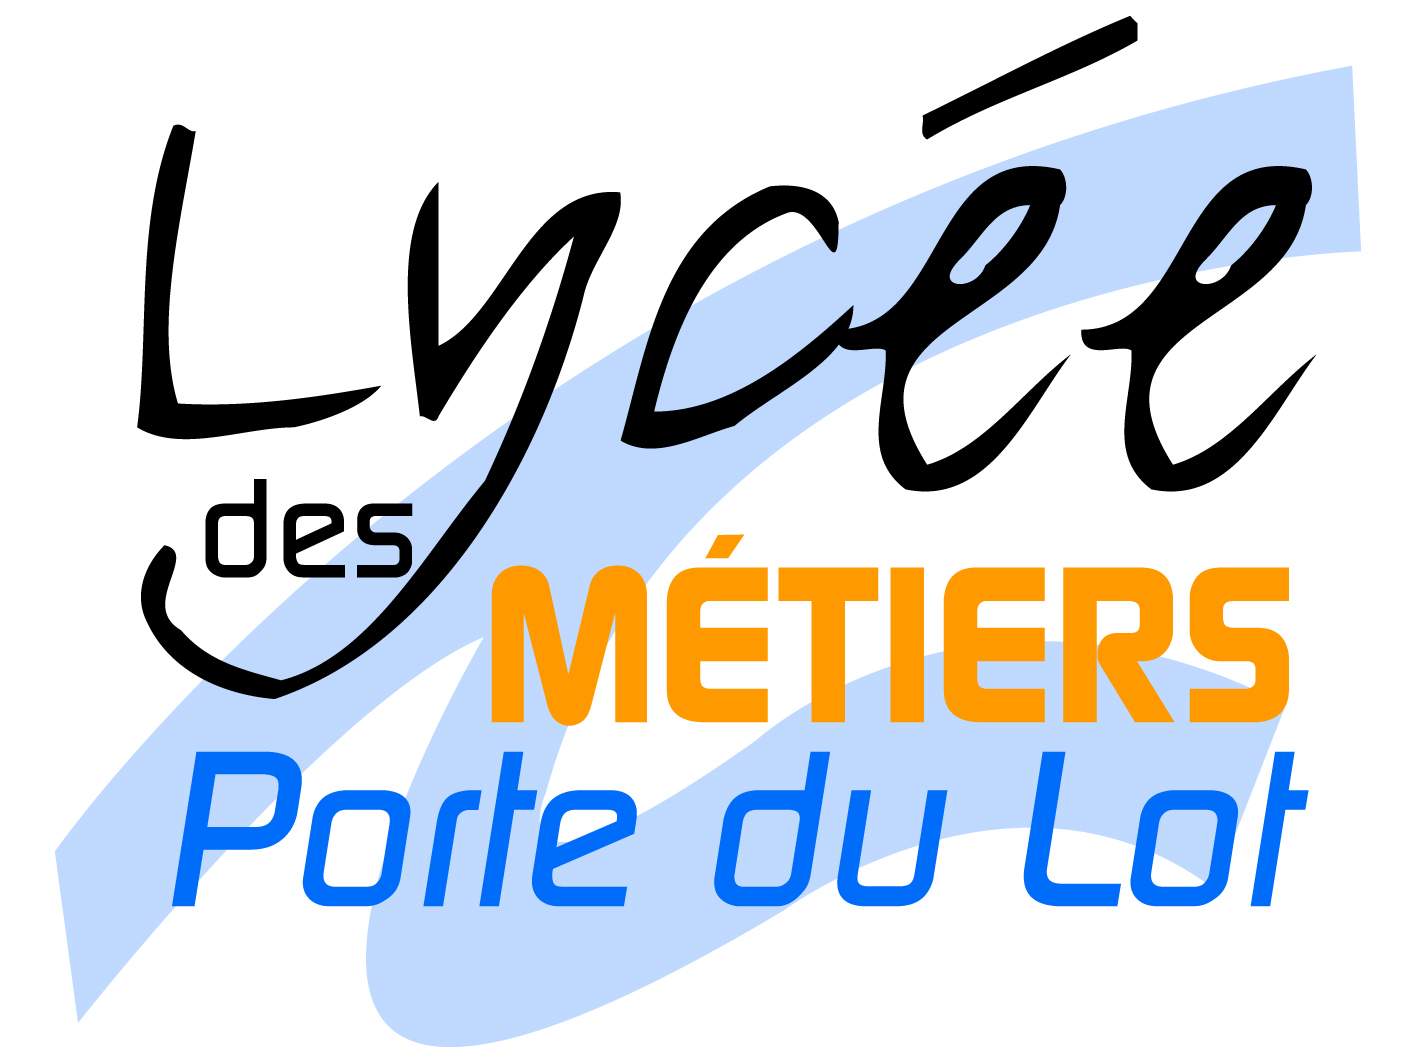 Lycée
des
MÉTIERS
Porte du Lot